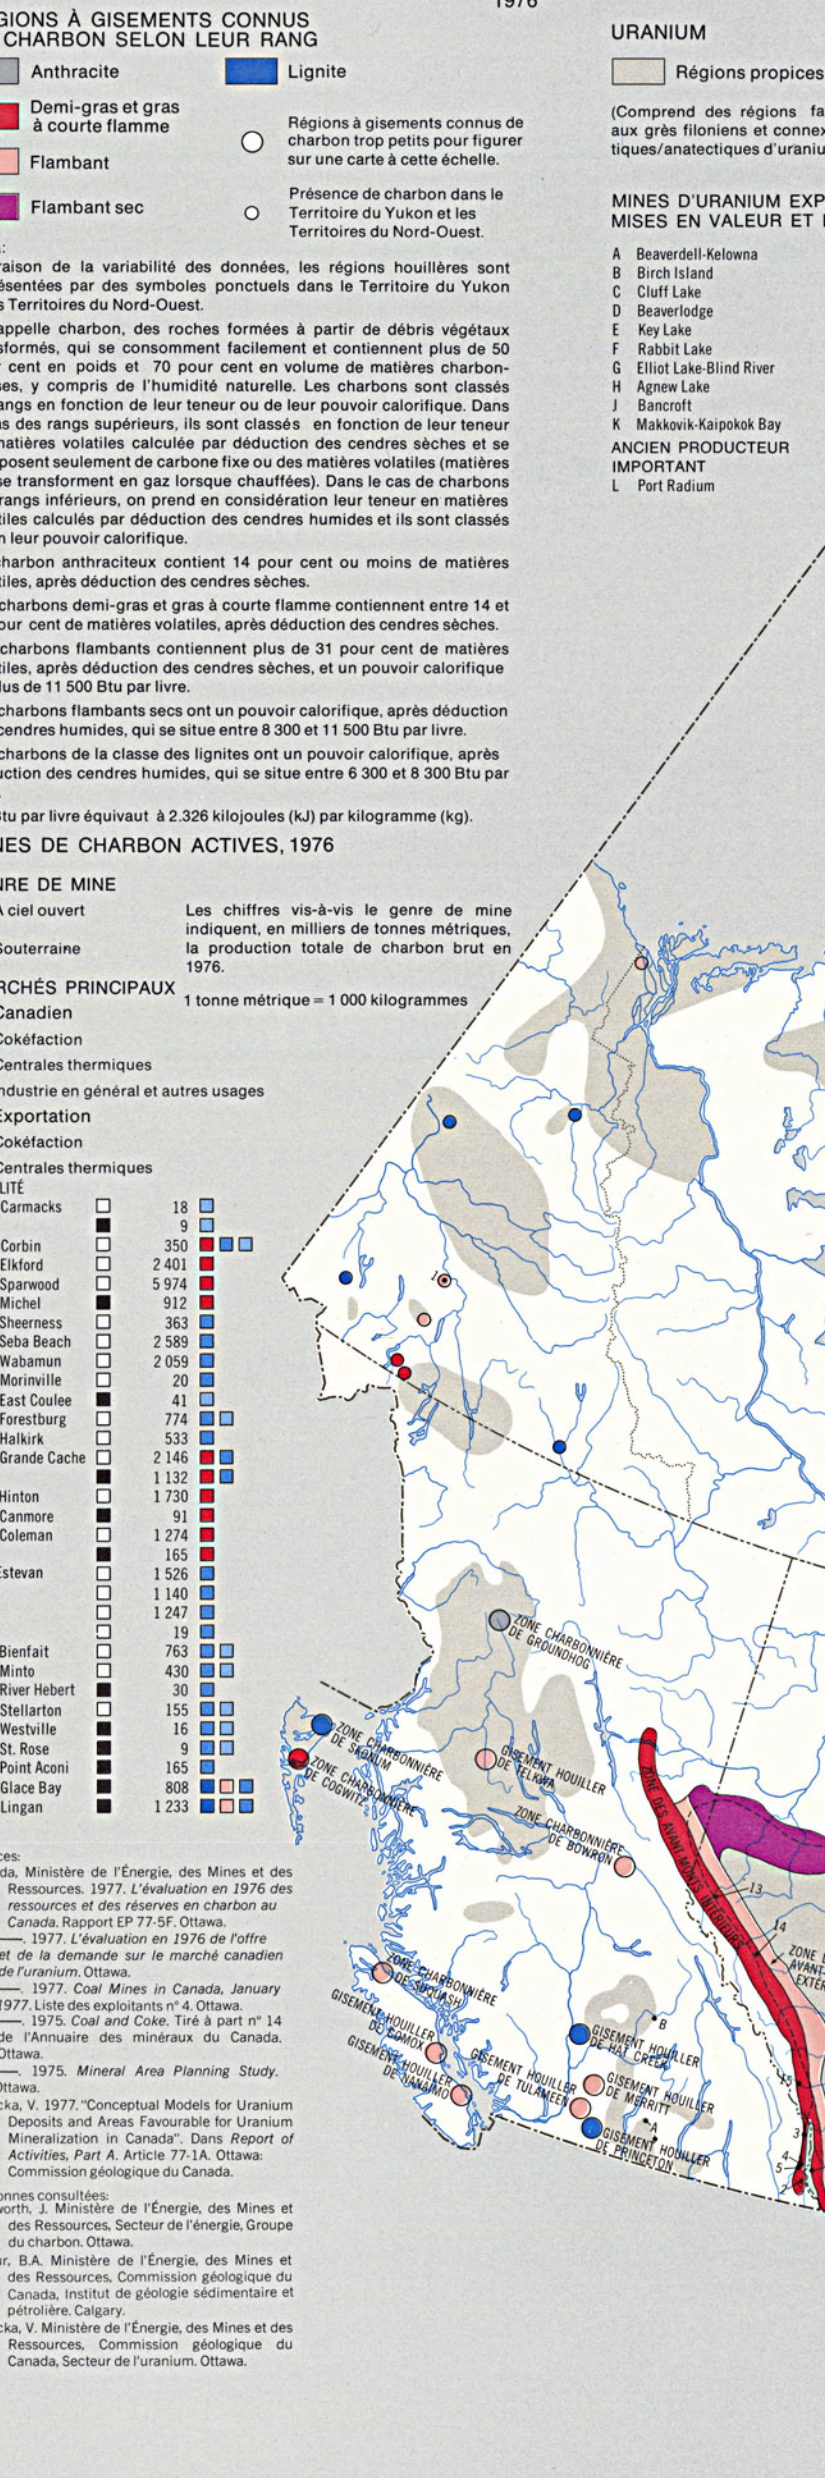 1976
GIONS À GISEMENTS CONNUS
CHARBON SELON LEUR RANG
Anthracite
Lignite
Demi-gras et gras
à courte flamme
Flambant
Flambant sec
Régions à gisements connus de
charbon trop petits pour figurer
sur une carte à cette échelle.
Présence de charbon dans le
Territoire du Yukon et les
Territoires du Nord-Ouest.
aison de la variabilité des données, les régions houillères sont
ésentées par des symboles ponctuels dans le Territoire du Yukon
s Territoires du Nord-Ouest.
appelle charbon, des roches formées à partir de débris végétaux
sformés, qui se consomment facilement et contiennent plus de 50
cent en poids et 70 pour cent en volume de matières charbon-
ses, y compris de l'humidité naturelle. Les charbons sont classés
angs en fonction de leur teneur ou de leur pouvoir calorifique. Dans
as des rangs supérieurs, ils sont classés en fonction de leur teneur
matières volatiles calculée par déduction des cendres sèches et se
posent seulement de carbone fixe ou des matières volatiles (matières
se transforment en gaz lorsque chauffées). Dans le cas de charbons
rangs inférieurs, on prend en considération leur teneur en matières
tiles calculés par déduction des cendres humides et ils sont classés
n leur pouvoir calorifique.
charbon anthraciteux contient 14 pour cent ou moins de matières
tiles, après déduction des cendres sèches.
charbons demi-gras et gras à courte flamme contiennent entre 14 et
our cent de matières volatiles, après déduction des cendres sèches.
charbons flambants contiennent plus de 31 pour cent de matières
tiles, après déduction des cendres sèches, et un pouvoir calorifique
lus de 11 500 Btu par livre.
charbons flambants secs ont un pouvoir calorifique, après déduction
cendres humides, qui se situe entre 8 300 et 11 500 Btu par livre.
charbons de la classe des lignites ont un pouvoir calorifique, après
uction des cendres humides, qui se situe entre 6 300 et 8 300 Btu par
Btu par livre équivaut à 2.326 kilojoules (kJ) par kilogramme (kg).
NES DE CHARBON ACTIVES, 1976
NRE DE MINE
A ciel ouvert
Souterraine
Les chiffres vis-à-vis le genre de mine
indiquent, en milliers de tonnes métriques,
la production totale de charbon brut en
1976.
RCHÉS PRINCIPAUX
1 tonne métrique = 1 000 kilogrammes
Canadien
Cokéfaction
Centrales thermiques
ndustrie en général et autres usages
Exportation
Cokéfaction
Centrales thermiques
LITÉ
Carmacks 18
9
Corbin 350
Elkford 2 401
Sparwood 5 974
Michel 912
Sheerness 363
Seba Beach 2 589
Wabamun 2 059
Morinville 20
East Coulee 41
Forestburg 774
Halkirk 533
Grande Cache 2 146
1 132
Hinton 1 730
Canmore 91
Coleman 1 274
165
Estevan 1 526
1 140
1 247
19
Bienfait 763
Minto 430
River Hebert 30
Stellarton 155
Westville 16
St. Rose 9
Point Aconi 165
Glace Bay 808
Lingan 1 233
ces:
da, Ministère de l'Énergie, des Mines et des
Ressources. 1977. L'évaluation en 1976 des
ressources et des réserves en charbon au
Canada. Rapport EP 77-5F. Ottawa.
——. 1977. L'évaluation en 1976 de l'offre
et de la demande sur le marché canadien
de l'uranium. Ottawa.
——. 1977. Coal Mines in Canada, January
1977. Liste des exploitants n° 4. Ottawa.
——. 1975. Coal and Coke. Tiré à part n° 14
de l'Annuaire des minéraux du Canada.
Ottawa.
——. 1975. Mineral Area Planning Study.
Ottawa.
cka, V. 1977. "Conceptual Models for Uranium
Deposits and Areas Favourable for Uranium
Mineralization in Canada". Dans Report of
Activities, Part A. Article 77-1A. Ottawa:
Commission géologique du Canada.
onnes consultées:
worth, J. Ministère de l'Énergie, des Mines et
des Ressources, Secteur de l'énergie, Groupe
du charbon. Ottawa.
ur, B.A. Ministère de l'Énergie, des Mines et
des Ressources, Commission géologique du
Canada, Institut de géologie sédimentaire et
pétrolière. Calgary.
cka, V. Ministère de l'Énergie, des Mines et des
Ressources, Commission géologique du
Canada, Secteur de l'uranium. Ottawa.
URANIUM
Régions propices
(Comprend des régions fa
aux grès filoniens et connex
tiques/anatectiques d'uraniu
MINES D'URANIUM EXP
MISES EN VALEUR ET
A Beaverdell-Kelowna
B Birch Island
C Cluff Lake
D Beaverlodge
E Key Lake
F Rabbit Lake
G Elliot Lake-Blind River
H Agnew Lake
J Bancroft
K Makkovik-Kaipokok Bay
ANCIEN PRODUCTEUR
IMPORTANT
L Port Radium
1
ZONE CHARBONNIÈRE
DE GROUNDHOG
ZONE CHARBONNIÈRE
DE SKONUM
ZONE CHARBONNIÈRE
DE COGWITZ
GISEMENT HOUILLER
DE TELKWA
ZONE CHARBONNIÈRE
DE BOWRON
ZONE DES AVANT-MONTS INTÉRIEURS
13
14
ZONE
AVANT-
EXTÉR
ZONE CHARBONNIÈRE
DE SUQUASH
GISEMENT HOUILLER
DE COMOX
GISEMENT HOUILLER
DE NANAIMO
B
GISEMENT HOUILLER
DE HAT CREEK
GISEMENT HOUILLER
DE TULAMEEN
GISEMENT HOUILLER
DE MERRITT
A
GISEMENT HOUILLER
DE PRINCETON
15
3
4
5
2